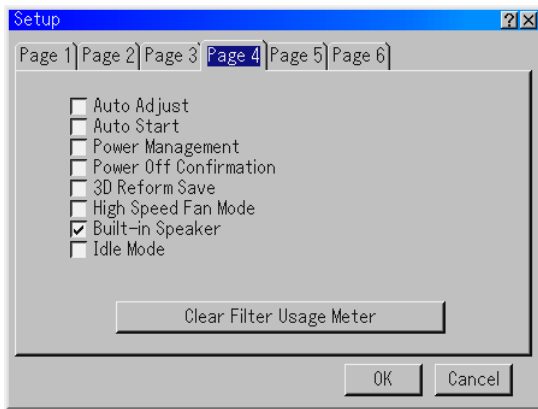 Setup
Page 1 Page 2 Page 3 Page 4 Page 5 Page 6
Auto Adjust
Auto Start
Power Management
Power Off Confirmation
3D Reform Save
High Speed Fan Mode
Built-in Speaker
Idle Mode
Clear Filter Usage Meter
OK Cancel